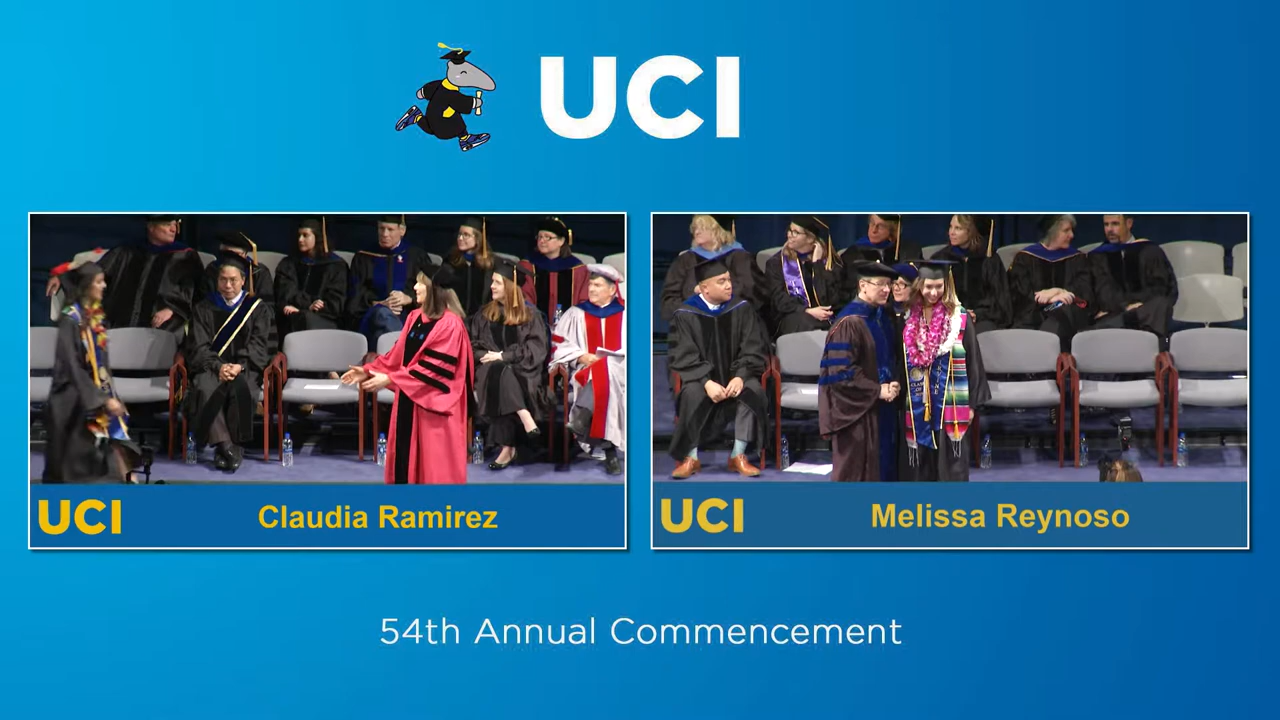 UCI
UCI
Claudia Ramirez
UCI
Melissa Reynoso
54th Annual Commencement